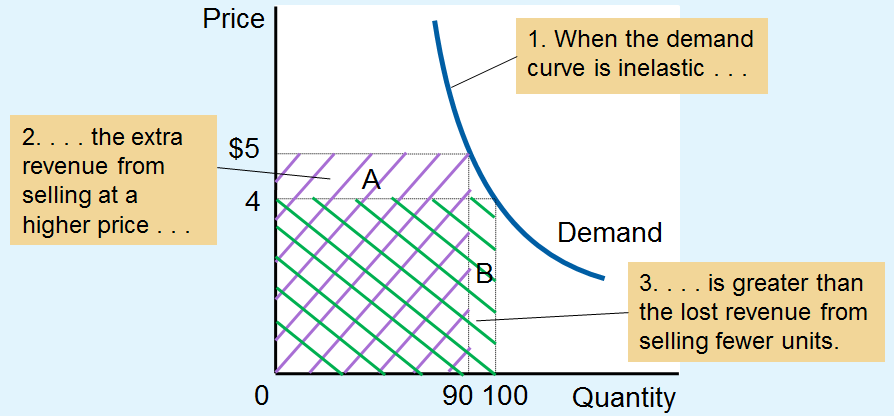 Price
1. When the demand
curve is inelastic . . .
2. . . . the extra
revenue from
selling at a
higher price . . .
$5
A
4
Demand
B
3. . . . is greater than
the lost revenue from
selling fewer units.
0
90 100
Quantity